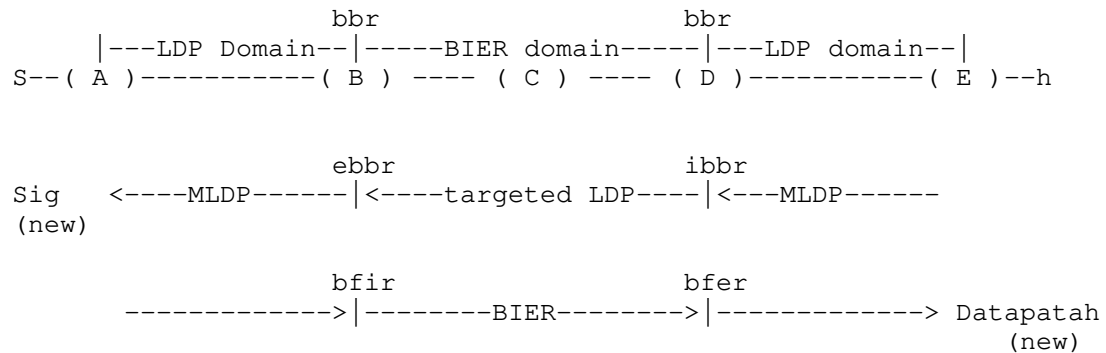 bbr bbr
|---LDP Domain--|-----BIER domain-----|---LDP domain--|
S--( A )-----------( B ) ---- ( C ) ---- ( D )-----------( E )--h
ebbr ibbr
Sig <----MLDP------|<----targeted LDP----|<---MLDP------
(new)
bfir bfer
------------->|--------BIER-------->|-------------> Datapatah
(new)